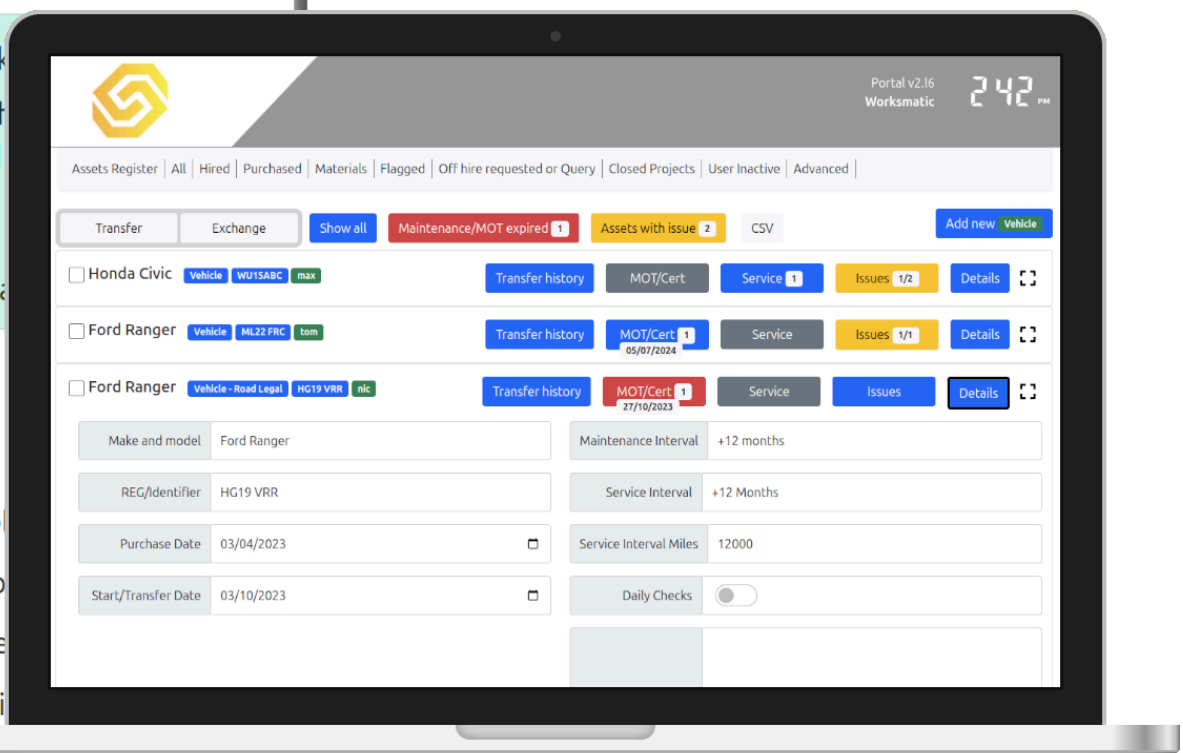 Portal v2.16
Worksmatic
2 42 PM
Assets Register All Hired Purchased Materials Flagged Off hire requested or Query Closed Projects User Inactive Advanced
Transfer Exchange Show all Maintenance/MOT expired 1 Assets with issue 2 CSV Add new Vehicle
Honda Civic Vehicle WU15ABC max Transfer history MOT/Cert Service 1 Issues 1/2 Details
Ford Ranger Vehicle ML22 FRC tom Transfer history MOT/Cert 1 Service Issues 1/1 Details
05/07/2024
Ford Ranger Vehicle - Road Legal HG19 VRR nic Transfer history MOT/Cert 1 Service Issues Details
27/10/2023
Make and model Ford Ranger Maintenance Interval +12 months
REG/Identifier HG19 VRR Service Interval +12 Months
Purchase Date 03/04/2023 Service Interval Miles 12000
Start/Transfer Date 03/10/2023 Daily Checks